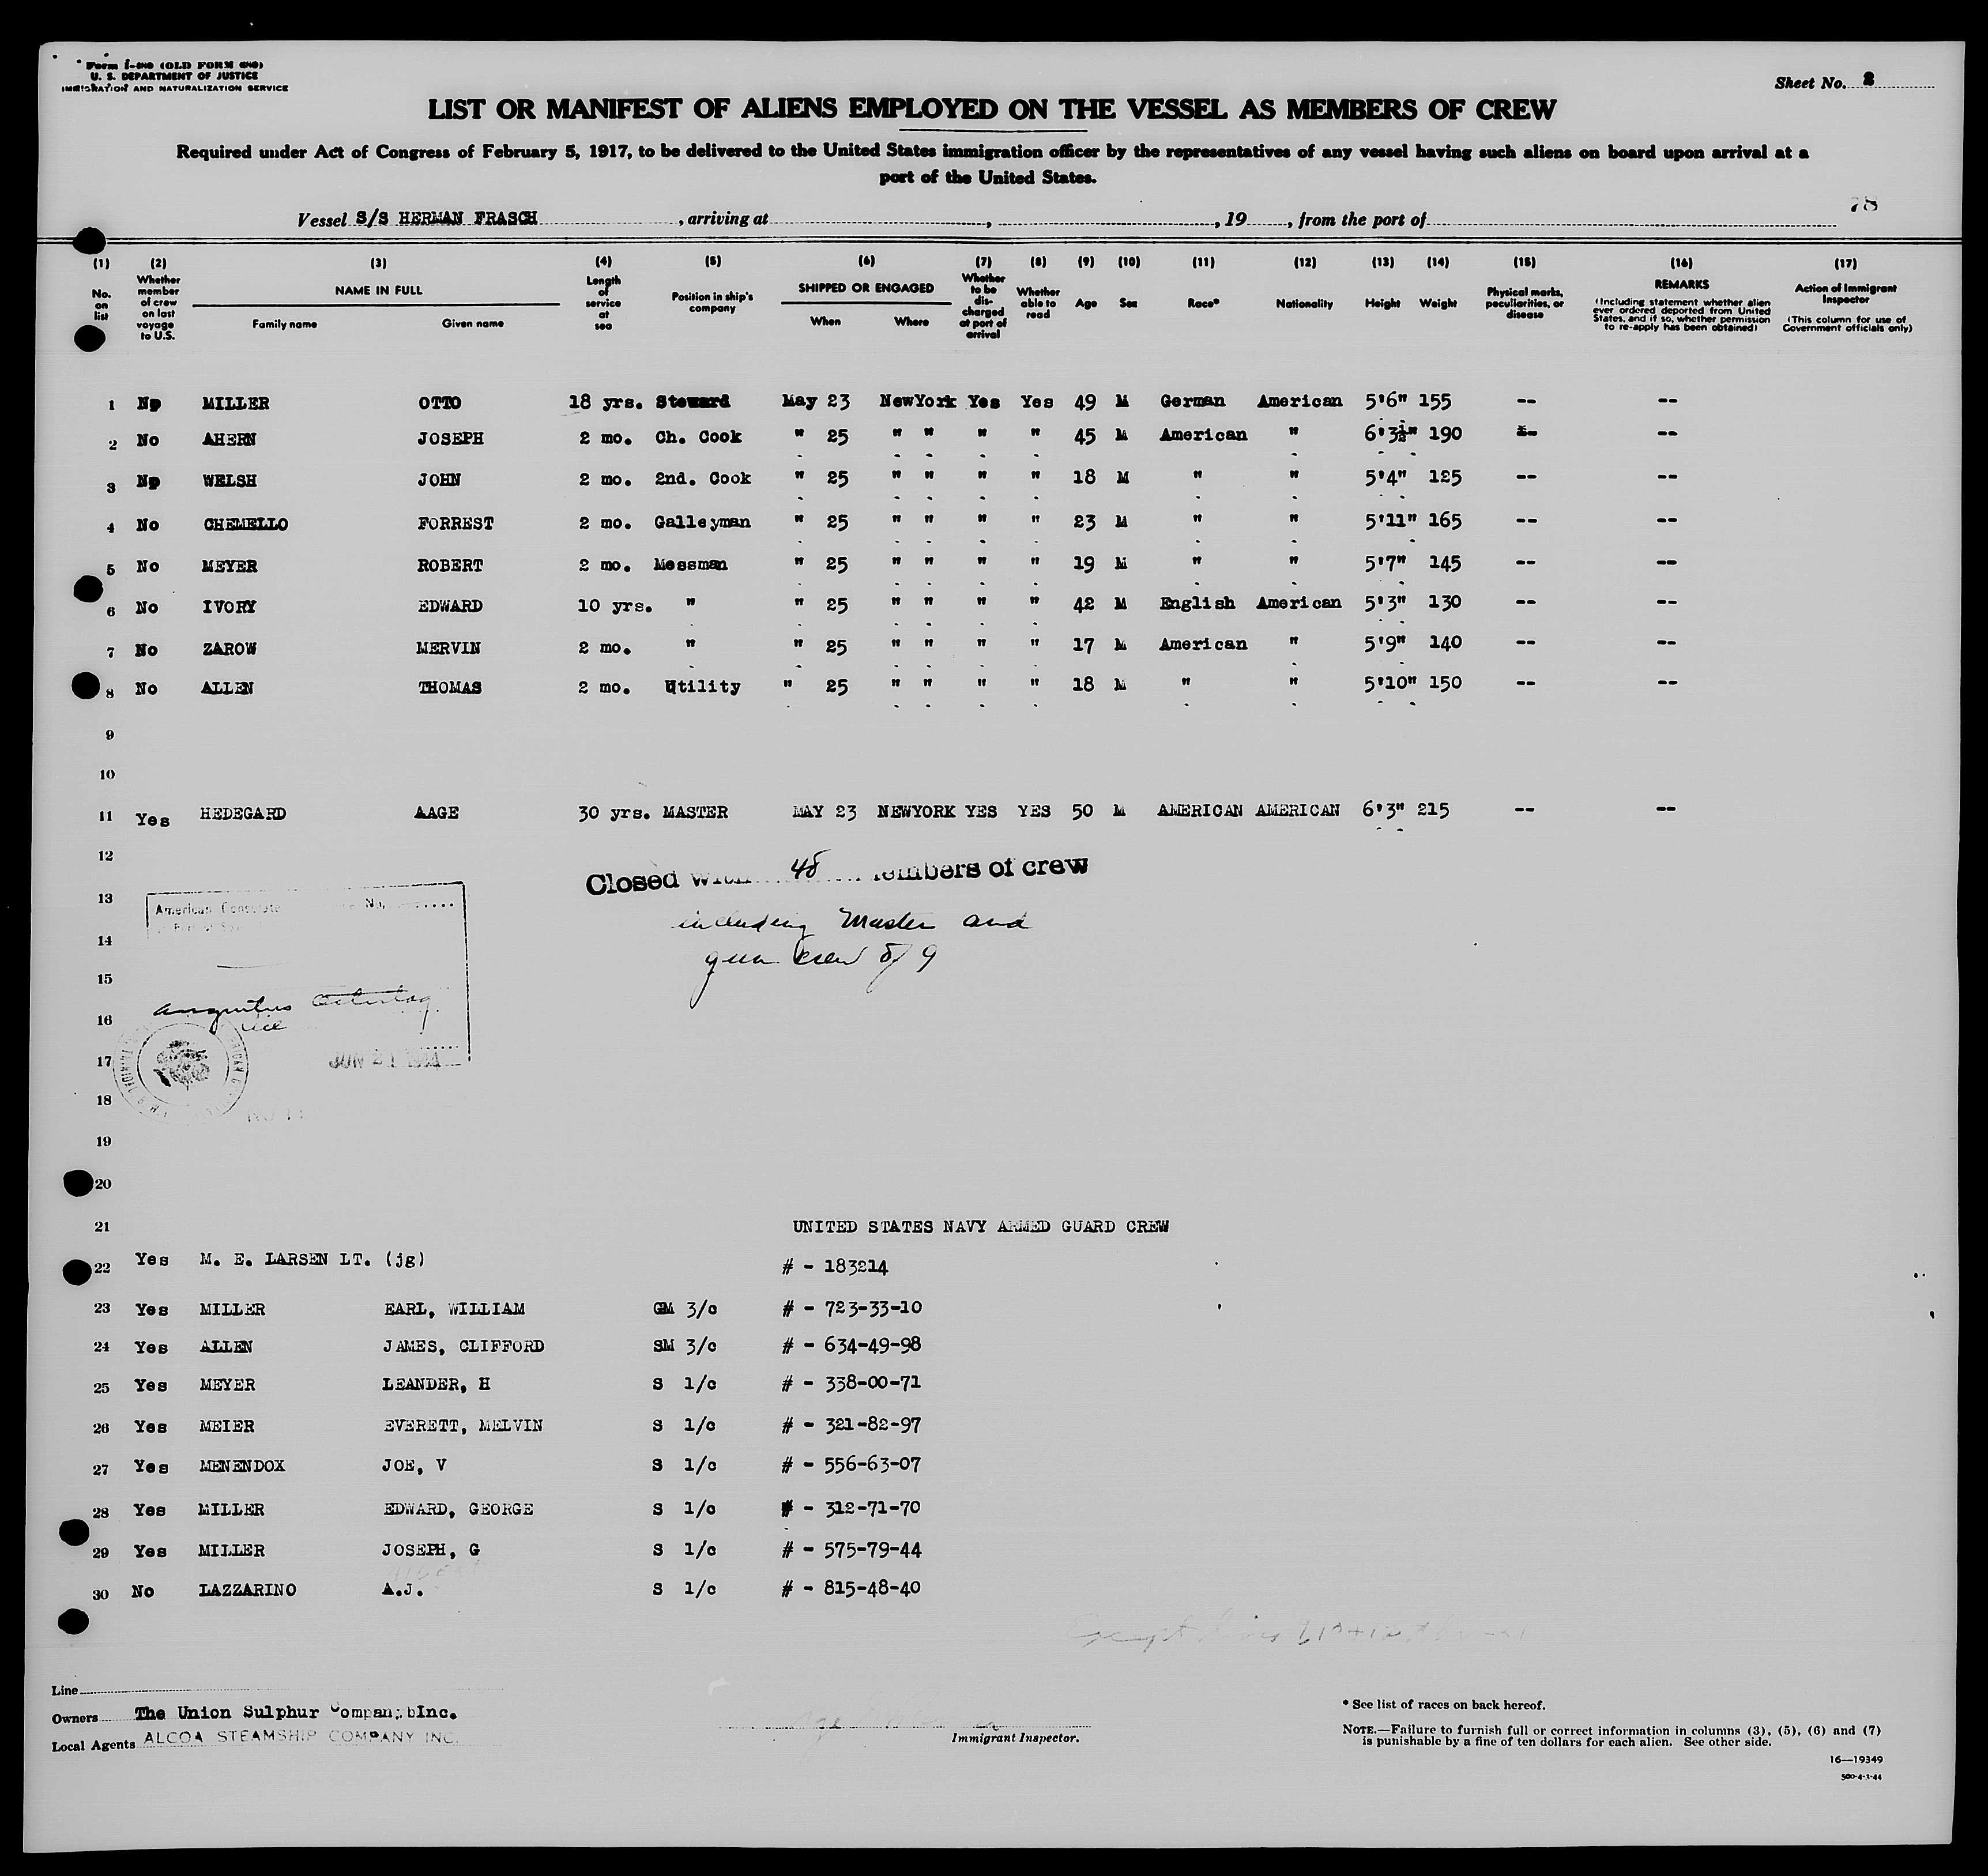 Form I-480 (OLD FORM 680)
U. S. DEPARTMENT OF JUSTICE
IMMIGRATION AND NATURALIZATION SERVICE
Sheet No. 2
LIST OR MANIFEST OF ALIENS EMPLOYED ON THE VESSEL AS MEMBERS OF CREW
Required under Act of Congress of February 5, 1917, to be delivered to the United States immigration officer by the representatives of any vessel having such aliens on board upon arrival at a
port of the United States.
78
Vessel S/S HERMAN FRASCH , arriving at , , 19 , from the port of
(1) (2) (3) (4) (5) (6) (7) (8) (9) (10) (11) (12) (13) (14) (15) (16) (17)
No. on list
Whether member of crew on last voyage to U.S.
NAME IN FULL
Family name Given name
Length of service at sea
Position in ship's company
SHIPPED OR ENGAGED
When Where
Whether to be discharged at port of arrival
Whether able to read
Age Sex Race* Nationality Height Weight
Physical marks, peculiarities, or disease
REMARKS
(Including statement whether alien ever ordered deported from United States, and if so, whether permission to re-apply has been obtained)
Action of Immigrant Inspector
(This column for use of Government officials only)
1 No MILLER OTTO 18 yrs. Steward May 23 NewYork Yes Yes 49 M German American 5'6" 155 -- --
2 No AHERN JOSEPH 2 mo. Ch. Cook " 25 " " " " 45 M American " 6'3½" 190 -- --
3 No WELSH JOHN 2 mo. 2nd. Cook " 25 " " " " 18 M " " 5'4" 125 -- --
4 No CHEMELLO FORREST 2 mo. Galleyman " 25 " " " " 23 M " " 5'11" 165 -- --
5 No MEYER ROBERT 2 mo. Messman " 25 " " " " 19 M " " 5'7" 145 -- --
6 No IVORY EDWARD 10 yrs. " " 25 " " " " 42 M English American 5'3" 130 -- --
7 No ZAROW MERVIN 2 mo. " " 25 " " " " 17 M American " 5'9" 140 -- --
8 No ALLEN THOMAS 2 mo. Utility " 25 " " " " 18 M " " 5'10" 150 -- --
9
10
11 Yes HEDEGARD AAGE 30 yrs. MASTER MAY 23 NEWYORK YES YES 50 M AMERICAN AMERICAN 6'3" 215 -- --
12
Closed with 48 members of crew
13
American Consulate No.
including Master and
14
gun crew of 9
15
16
vice
17
JUN 21 1944
18
19
20
21 UNITED STATES NAVY ARMED GUARD CREW
22 Yes M. E. LARSEN LT. (jg) # - 183214
23 Yes MILLER EARL, WILLIAM GM 3/c # - 723-33-10
24 Yes ALLEN JAMES, CLIFFORD SM 3/c # - 634-49-98
25 Yes MEYER LEANDER, H S 1/c # - 338-00-71
26 Yes MEIER EVERETT, MELVIN S 1/c # - 321-82-97
27 Yes MENENDOX JOE, V S 1/c # - 556-63-07
28 Yes MILLER EDWARD, GEORGE S 1/c # - 312-71-70
29 Yes MILLER JOSEPH, G S 1/c # - 575-79-44
30 No LAZZARINO A.J. S 1/c # - 815-48-40
Line
Owners The Union Sulphur Company, Inc.
Local Agents ALCOA STEAMSHIP COMPANY INC.
Immigrant Inspector.
* See list of races on back hereof.
NOTE.—Failure to furnish full or correct information in columns (3), (5), (6) and (7)
is punishable by a fine of ten dollars for each alien. See other side.
16—19349
500-4-3-44